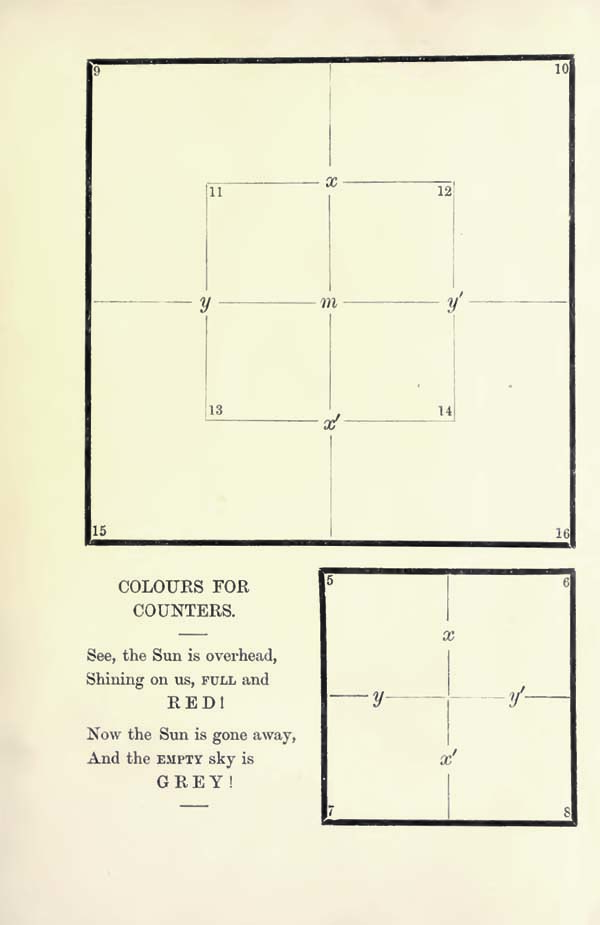 9 10
x
11 12
y m y′
13 14
x′
15 16
COLOURS FOR
COUNTERS.
See, the Sun is overhead,
Shining on us, FULL and
RED!
Now the Sun is gone away,
And the EMPTY sky is
GREY!
5 6
x
y y′
x′
7 8